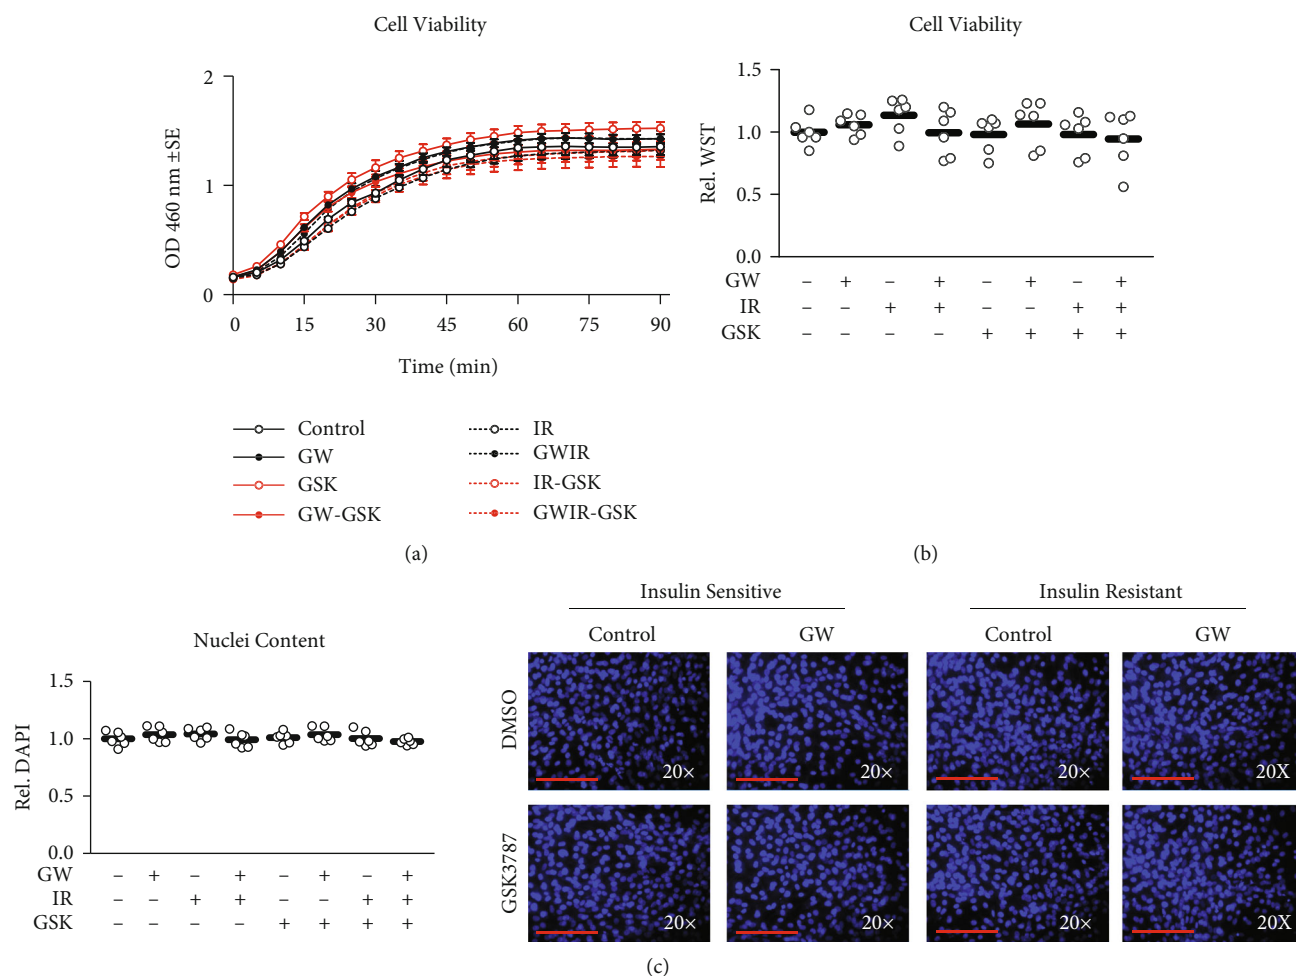 Cell Viability
2
1
0
OD 460 nm ±SE
0 15 30 45 60 75 90
Time (min)
Control
GW
GSK
GW-GSK
IR
GWIR
IR-GSK
GWIR-GSK
(a)
Cell Viability
1.5
1.0
0.5
0.0
Rel. WST
GW – + – + – + – +
IR – – + + – – + +
GSK – – – – + + + +
(b)
Nuclei Content
1.5
1.0
0.5
0.0
Rel. DAPI
GW – + – + – + – +
IR – – + + – – + +
GSK – – – – + + + +
Insulin Sensitive Insulin Resistant
Control GW Control GW
DMSO
20× 20× 20× 20X
GSK3787
20× 20× 20× 20X
(c)